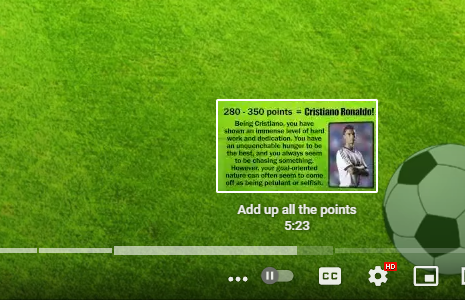 280 - 350 points = Cristiano Ronaldo!
Being Cristiano, you have
shown an immense level of hard
work and dedication. You have
an unquenchable hunger to be
the best, and you always seem
to be chasing something.
However, your goal-oriented
nature can often seem to come
off as being petulant or selfish.
Add up all the points
5:23
CC
HD